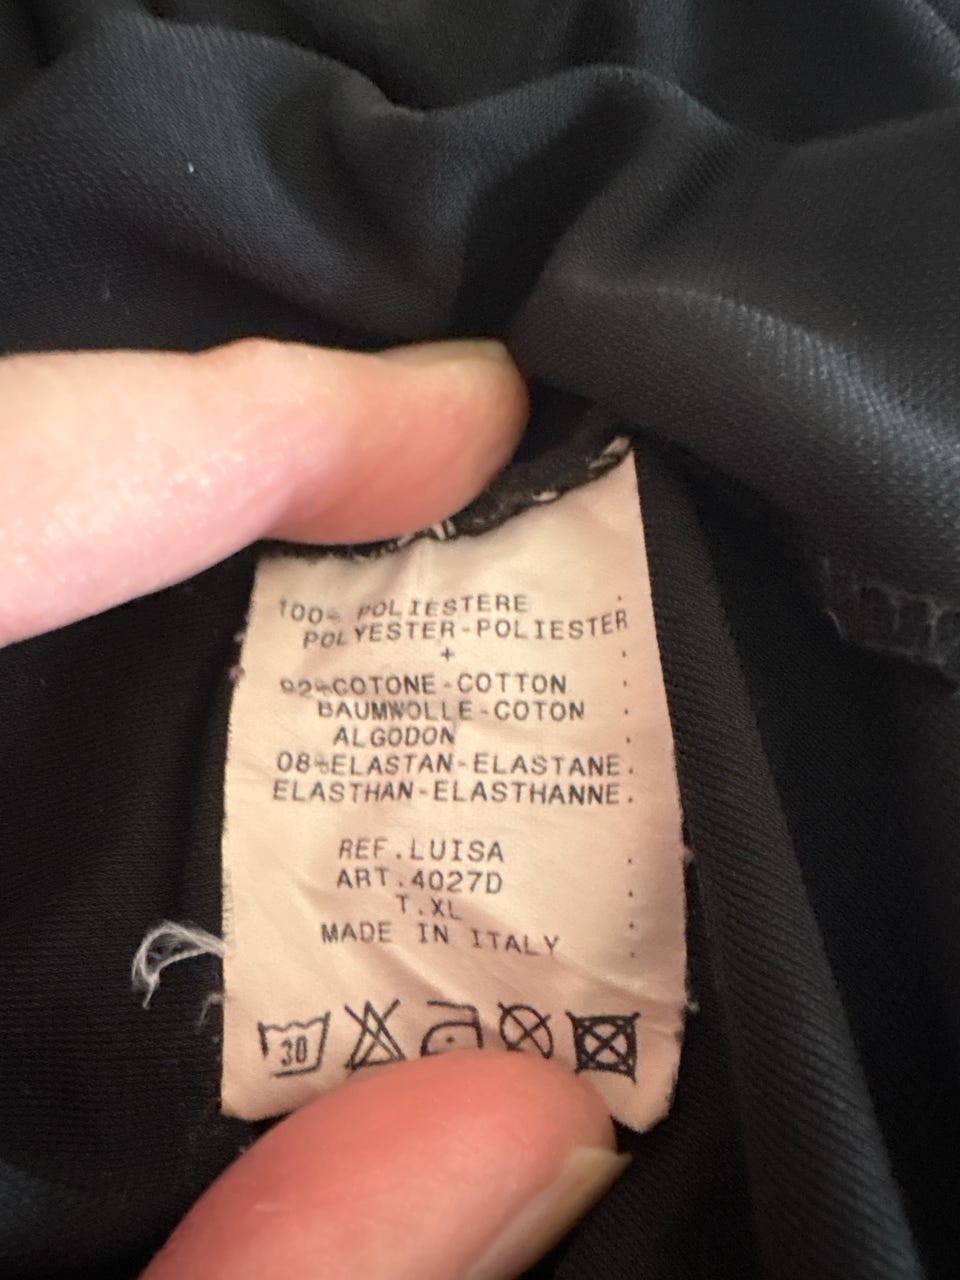 100% POLIESTERE
POLYESTER-POLIESTER
+
92%COTONE-COTTON
BAUMWOLLE-COTON
ALGODON
08%ELASTAN-ELASTANE.
ELASTHAN-ELASTHANNE.
REF.LUISA
ART.4027D
T.XL
MADE IN ITALY
30